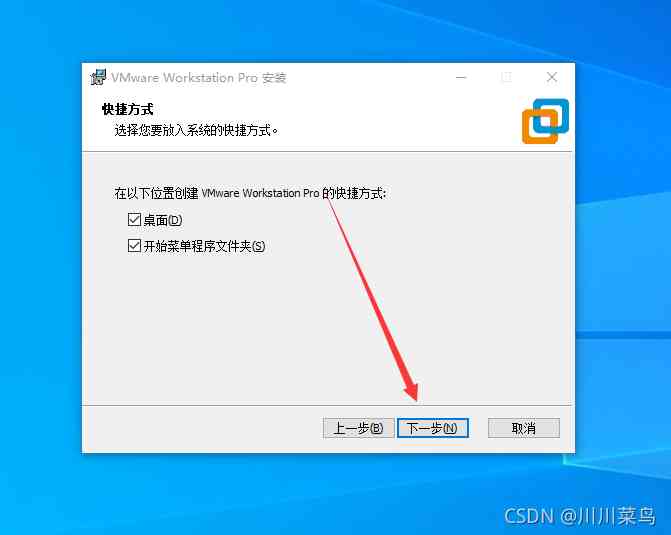 VMware Workstation Pro 安装
快捷方式
选择您要放入系统的快捷方式。
在以下位置创建 VMware Workstation Pro 的快捷方式:
桌面(D)
开始菜单程序文件夹(S)
上一步(B) 下一步(N) 取消
CSDN @川川菜鸟